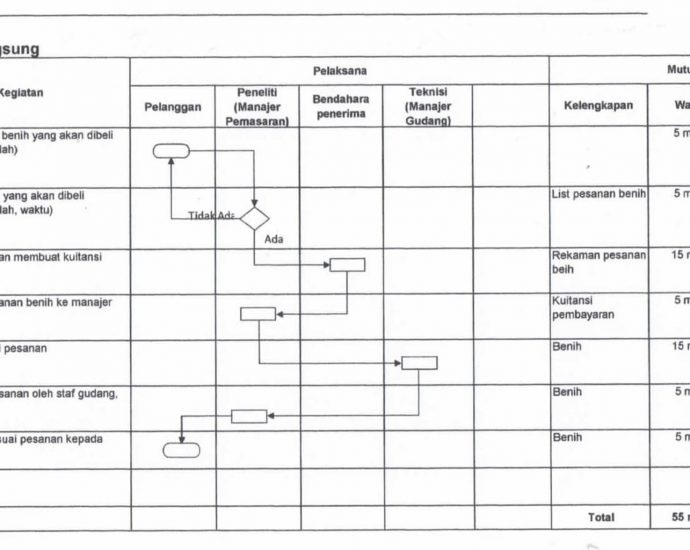 gsung
Kegiatan
Pelaksana
Mutu
Pelanggan
Peneliti
(Manajer
Pemasaran)
Bendahara
penerima
Teknisi
(Manajer
Gudang)
Kelengkapan
Wa
benih yang akan dibeli
lah)
5 m
yang akan dibeli
lah, waktu)
Tidak Ada
Ada
List pesanan benih
5 m
an membuat kuitansi
Rekaman pesanan
beih
15 m
anan benih ke manajer
Kuitansi
pembayaran
5 m
i pesanan
Benih
15 m
sanan oleh staf gudang,
Benih
5 m
suai pesanan kepada
Benih
5 m
Total
55 m